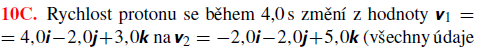 10C. Rychlost protonu se během 4,0 s změní z hodnoty v₁ =
= 4,0i−2,0j+3,0k na v₂ = −2,0i−2,0j+5,0k (všechny údaje